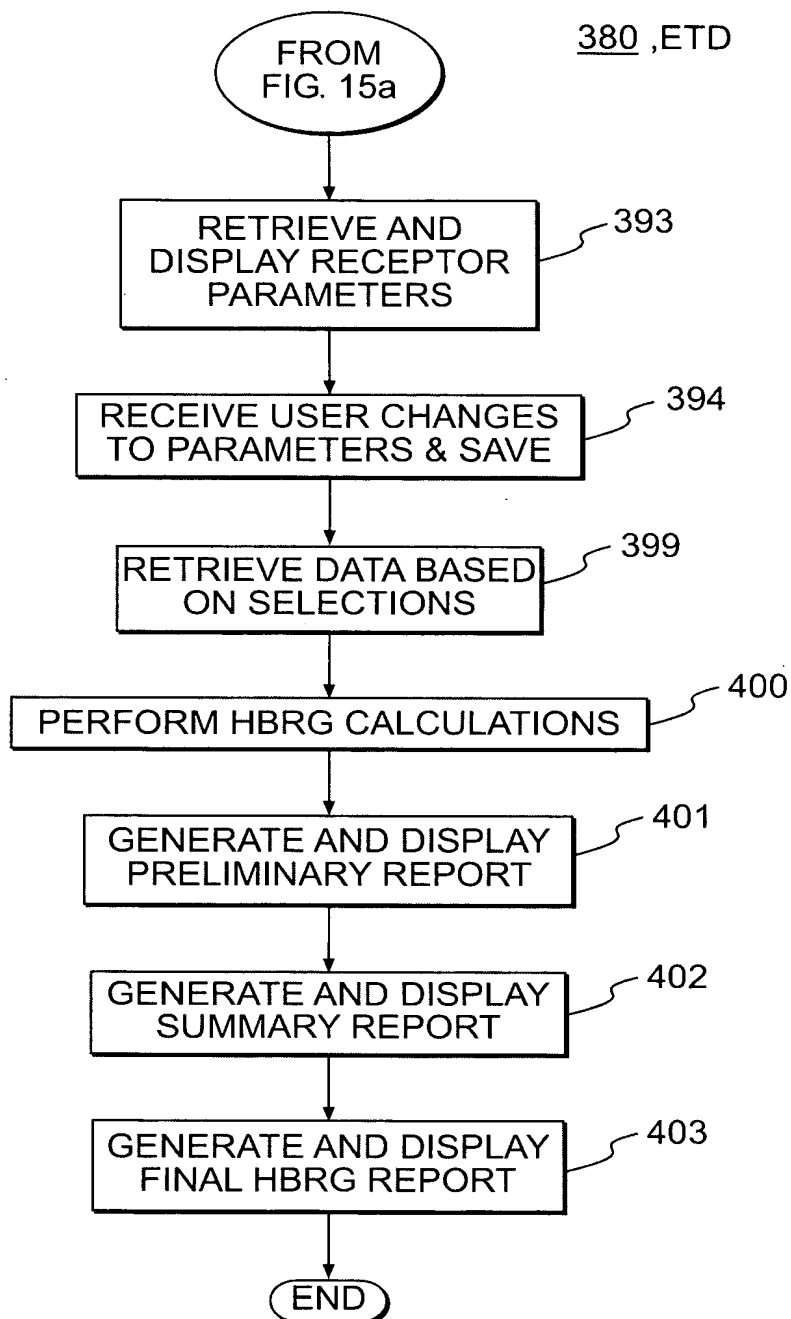 FROM
FIG. 15a
380 ,ETD
RETRIEVE AND
DISPLAY RECEPTOR
PARAMETERS
393
RECEIVE USER CHANGES
TO PARAMETERS & SAVE
394
RETRIEVE DATA BASED
ON SELECTIONS
399
PERFORM HBRG CALCULATIONS
400
GENERATE AND DISPLAY
PRELIMINARY REPORT
401
GENERATE AND DISPLAY
SUMMARY REPORT
402
GENERATE AND DISPLAY
FINAL HBRG REPORT
403
END